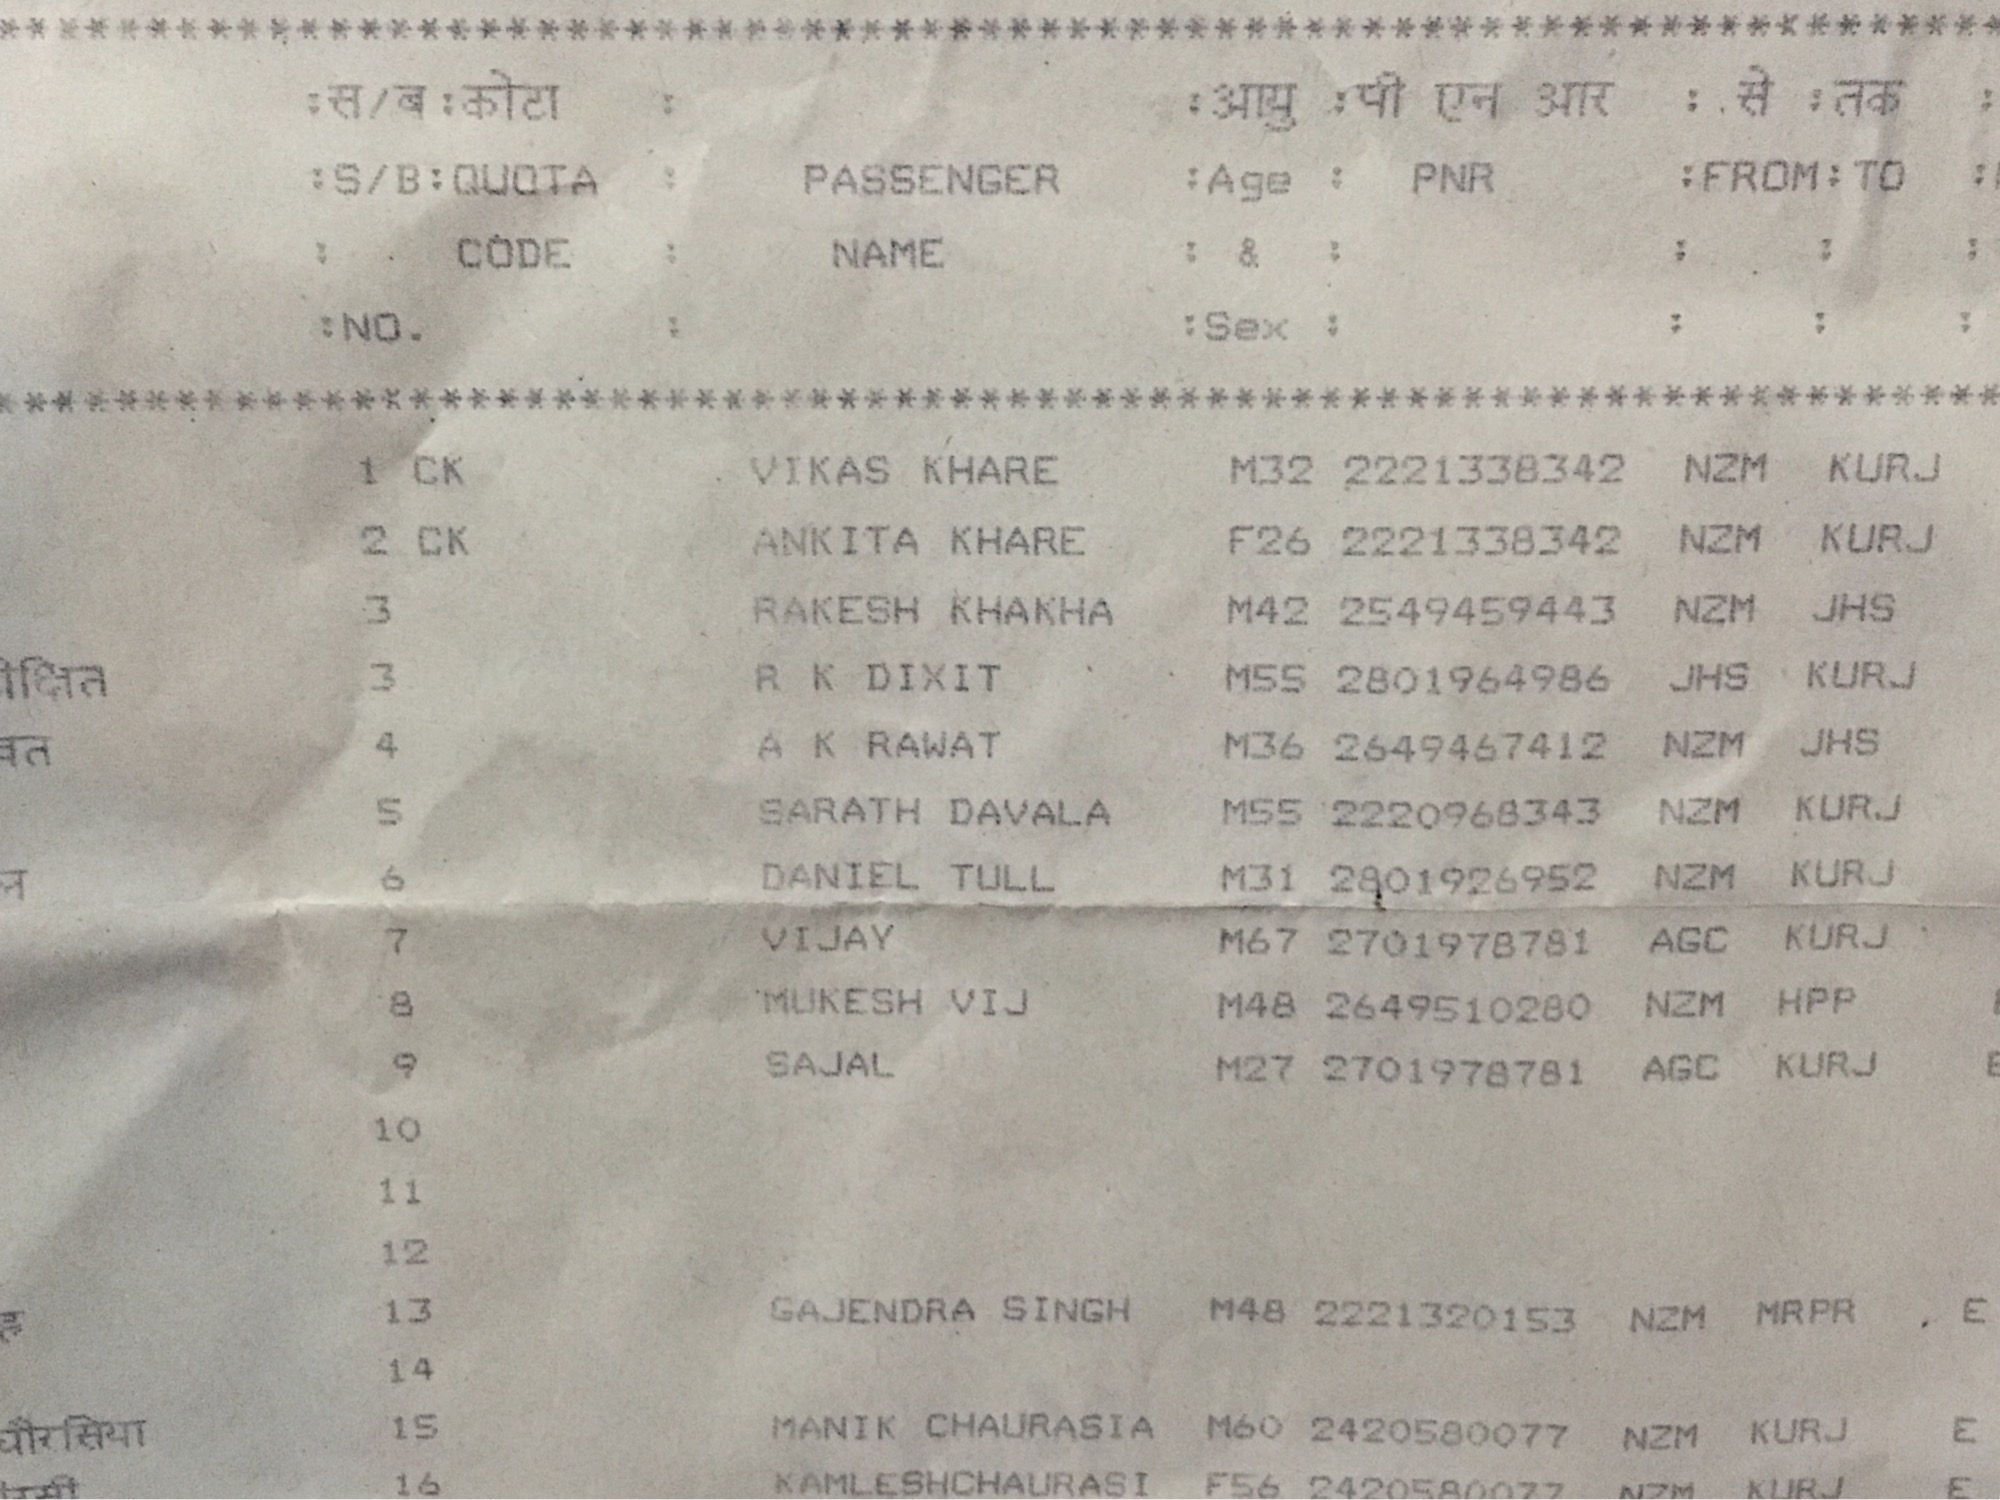 ***********************************************************************
:स/ब:कोटा : :आयु :पी एन आर : से :तक :
:S/B:QUOTA : PASSENGER :Age : PNR :FROM:TO :
: CODE : NAME : & : : : :
:NO. : :Sex : : : :
***********************************************************************
1 CK VIKAS KHARE M32 2221338342 NZM KURJ
2 CK ANKITA KHARE F26 2221338342 NZM KURJ
3 RAKESH KHAKHA M42 2549459443 NZM JHS
3 R K DIXIT M55 2801964986 JHS KURJ
4 A K RAWAT M36 2649467412 NZM JHS
5 SARATH DAVALA M55 2220968343 NZM KURJ
6 DANIEL TULL M31 2801926952 NZM KURJ
7 VIJAY M67 2701978781 AGC KURJ
8 MUKESH VIJ M48 2649510280 NZM HPP
9 SAJAL M27 2701978781 AGC KURJ
10
11
12
13 GAJENDRA SINGH M48 2221320153 NZM MRPR E
14
15 MANIK CHAURASIA M60 2420580077 NZM KURJ E
16 KAMLESHCHAURASI F56 2420580077 NZM KURJ E